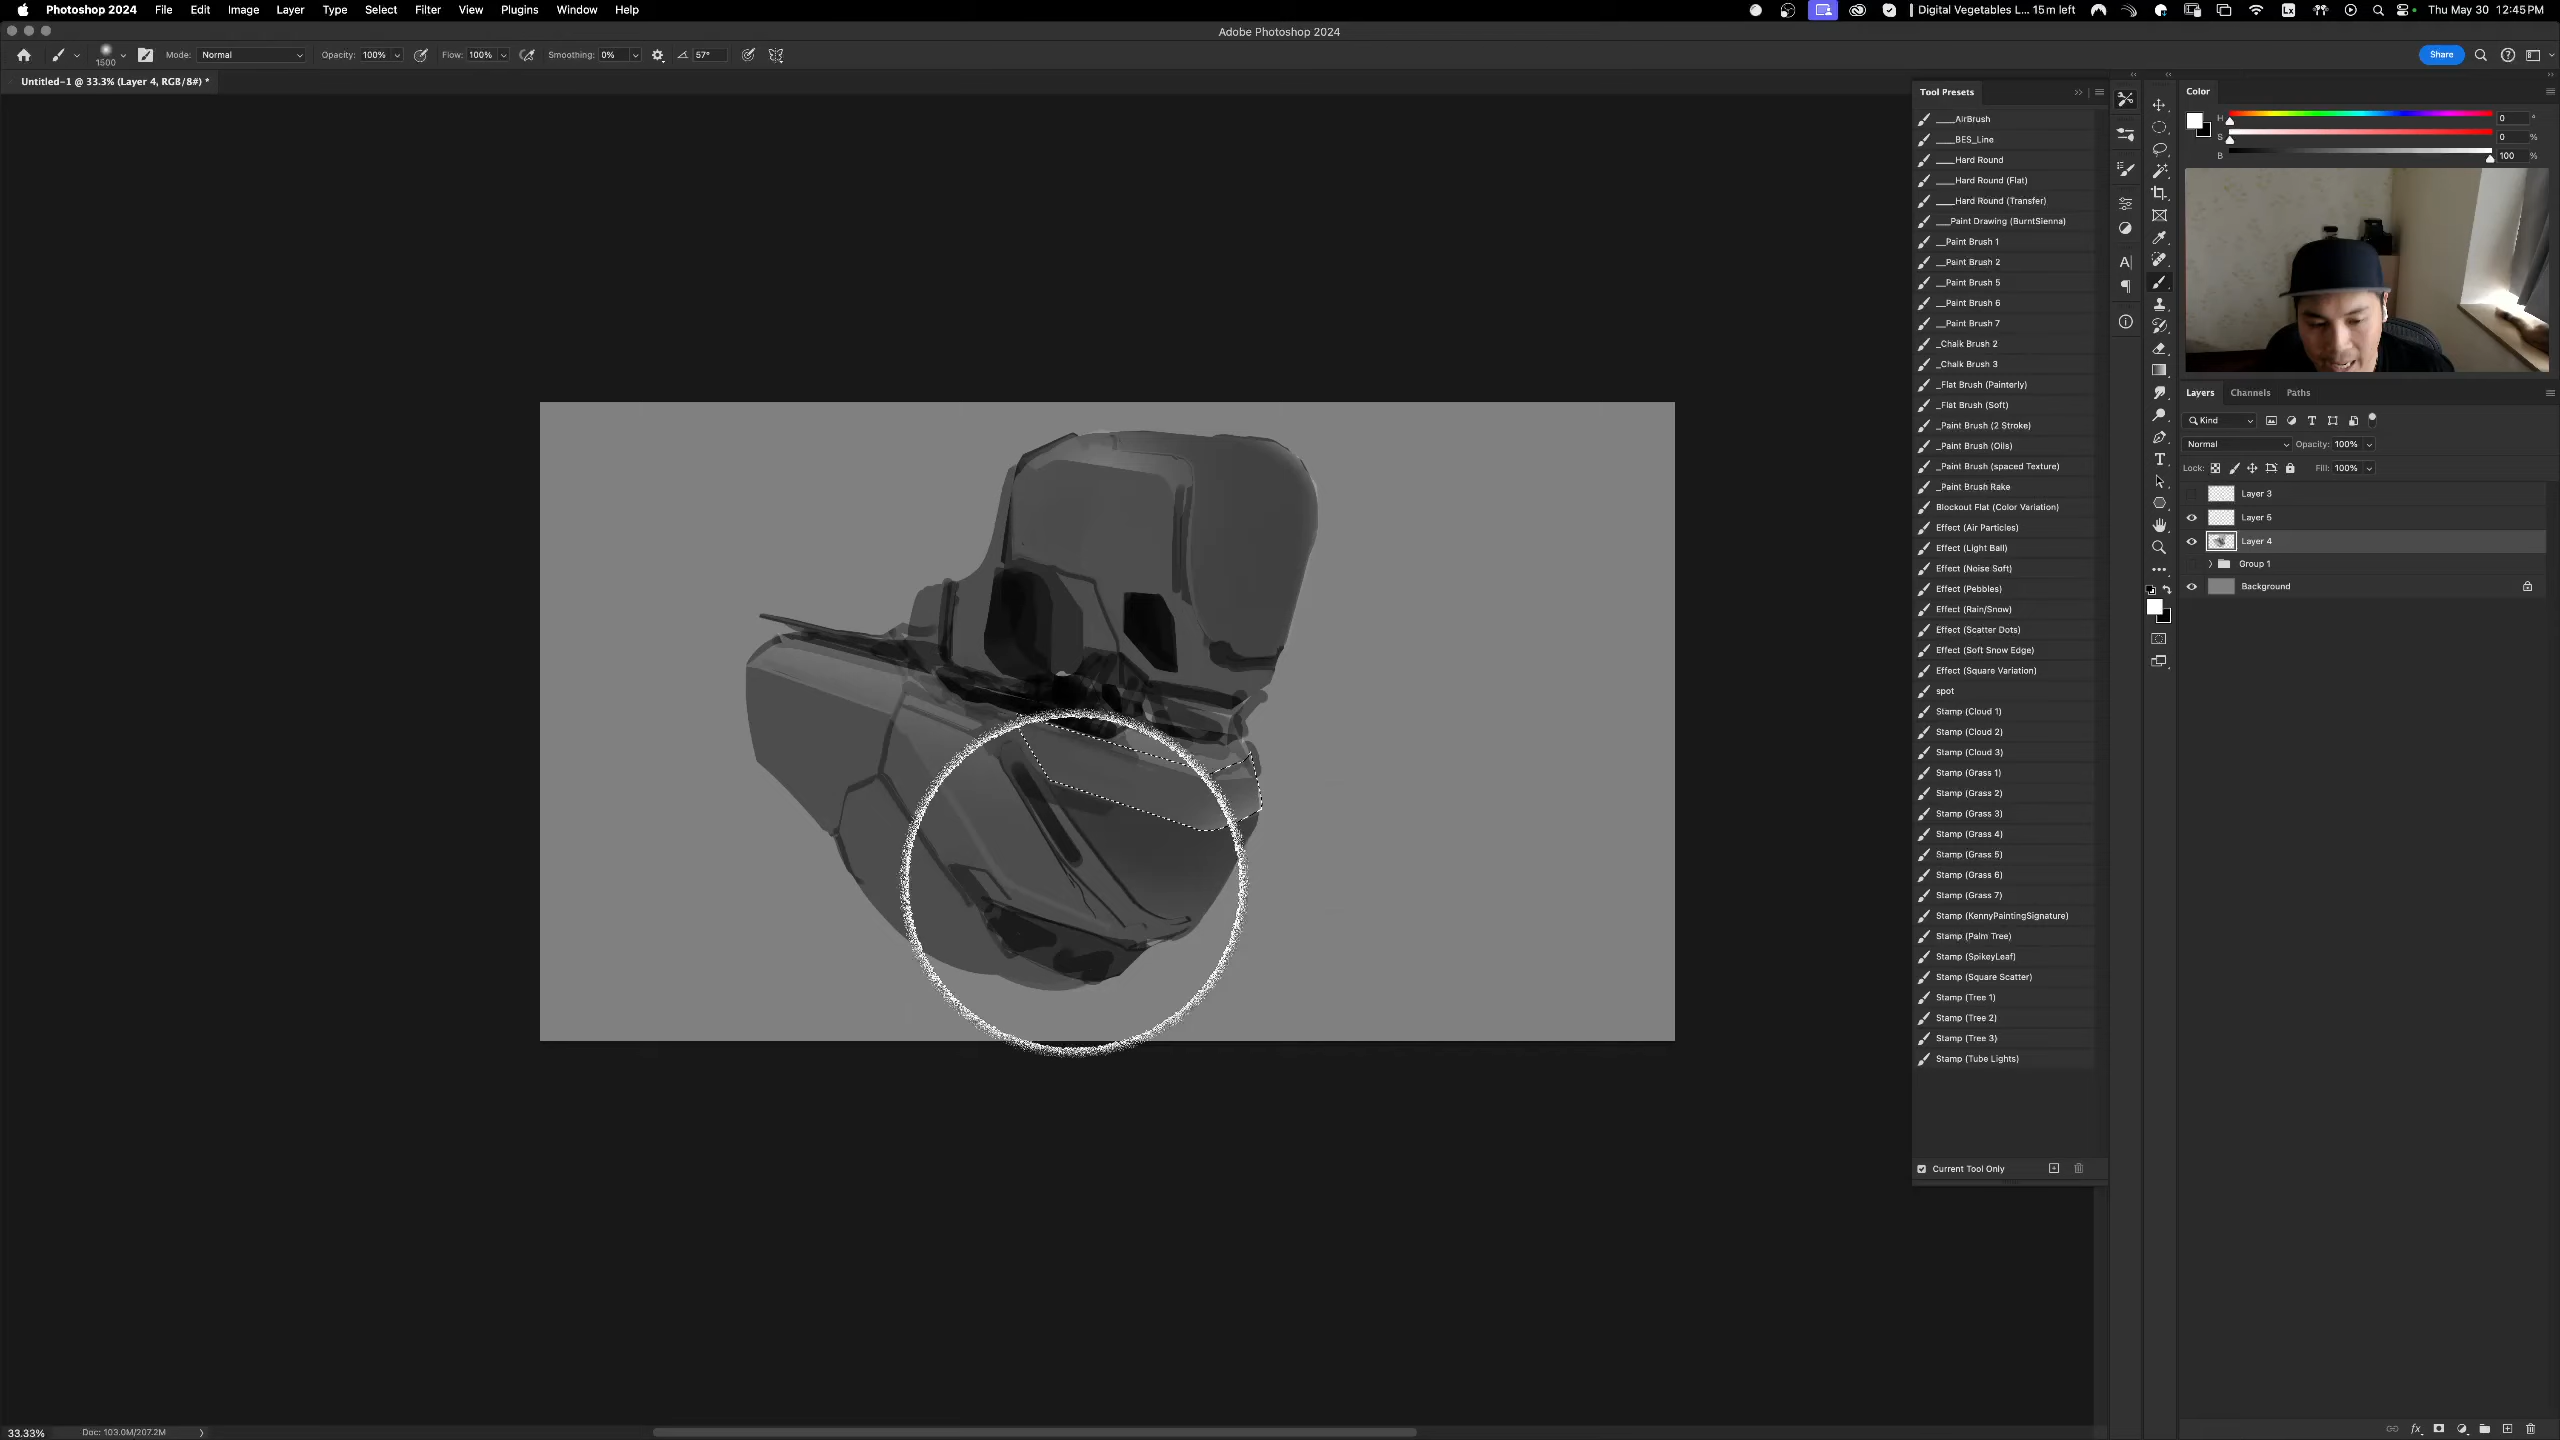 Photoshop 2024 File Edit Image Layer Type Select Filter View Plugins Window Help
Digital Vegetables L... 15m left Thu May 30 12:45PM
Adobe Photoshop 2024
1500 Mode: Normal Opacity: 100% Flow: 100% Smoothing: 0% 57° Share
Untitled-1 @ 33.3% (Layer 4, RGB/8#) *
Tool Presets
____AirBrush
____BES_Line
____Hard Round
____Hard Round (Flat)
____Hard Round (Transfer)
___Paint Drawing (BurntSienna)
__Paint Brush 1
__Paint Brush 2
__Paint Brush 5
__Paint Brush 6
__Paint Brush 7
_Chalk Brush 2
_Chalk Brush 3
_Flat Brush (Painterly)
_Flat Brush (Soft)
_Paint Brush (2 Stroke)
_Paint Brush (Oils)
_Paint Brush (spaced Texture)
_Paint Brush Rake
Blockout Flat (Color Variation)
Effect (Air Particles)
Effect (Light Ball)
Effect (Noise Soft)
Effect (Pebbles)
Effect (Rain/Snow)
Effect (Scatter Dots)
Effect (Soft Snow Edge)
Effect (Square Variation)
spot
Stamp (Cloud 1)
Stamp (Cloud 2)
Stamp (Cloud 3)
Stamp (Grass 1)
Stamp (Grass 2)
Stamp (Grass 3)
Stamp (Grass 4)
Stamp (Grass 5)
Stamp (Grass 6)
Stamp (Grass 7)
Stamp (KennyPaintingSignature)
Stamp (Palm Tree)
Stamp (SpikeyLeaf)
Stamp (Square Scatter)
Stamp (Tree 1)
Stamp (Tree 2)
Stamp (Tree 3)
Stamp (Tube Lights)
Current Tool Only
Color
H 0 °
S 0 %
B 100 %
Layers Channels Paths
Kind
Normal Opacity: 100%
Lock: Fill: 100%
Layer 3
Layer 5
Layer 4
Group 1
Background
33.33% Doc: 103.0M/207.2M